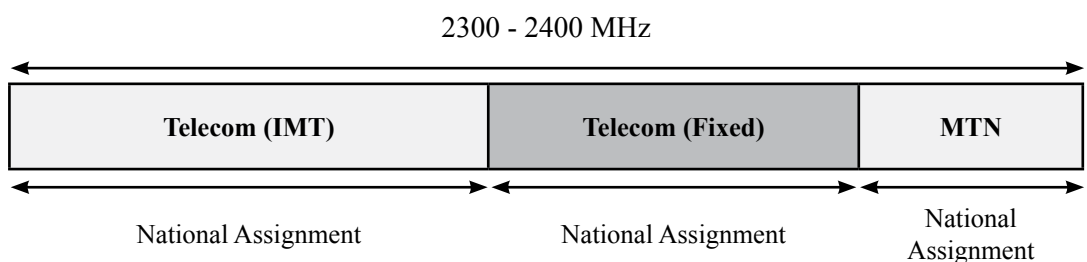 2300 - 2400 MHz
Telecom (IMT)
Telecom (Fixed)
MTN
National Assignment
National Assignment
National
Assignment